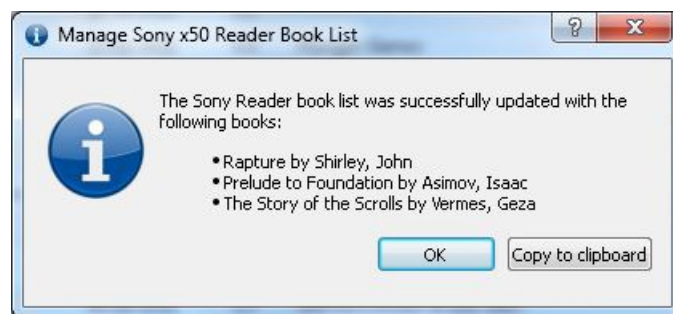 Manage Sony x50 Reader Book List
The Sony Reader book list was successfully updated with the
following books:
• Rapture by Shirley, John
• Prelude to Foundation by Asimov, Isaac
• The Story of the Scrolls by Vermes, Geza
OK
Copy to clipboard